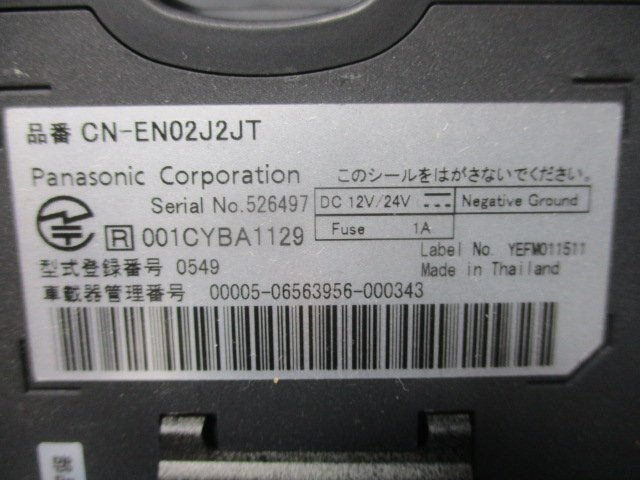 品番 CN-EN02J2JT
Panasonic Corporation
このシールをはがさないでください。
Serial No.526497
DC 12V/24V Negative Ground
Fuse 1A
R 001CYBA1129
Label No. YEFM011511
型式登録番号 0549
Made in Thailand
車載器管理番号 00005-06563956-000343